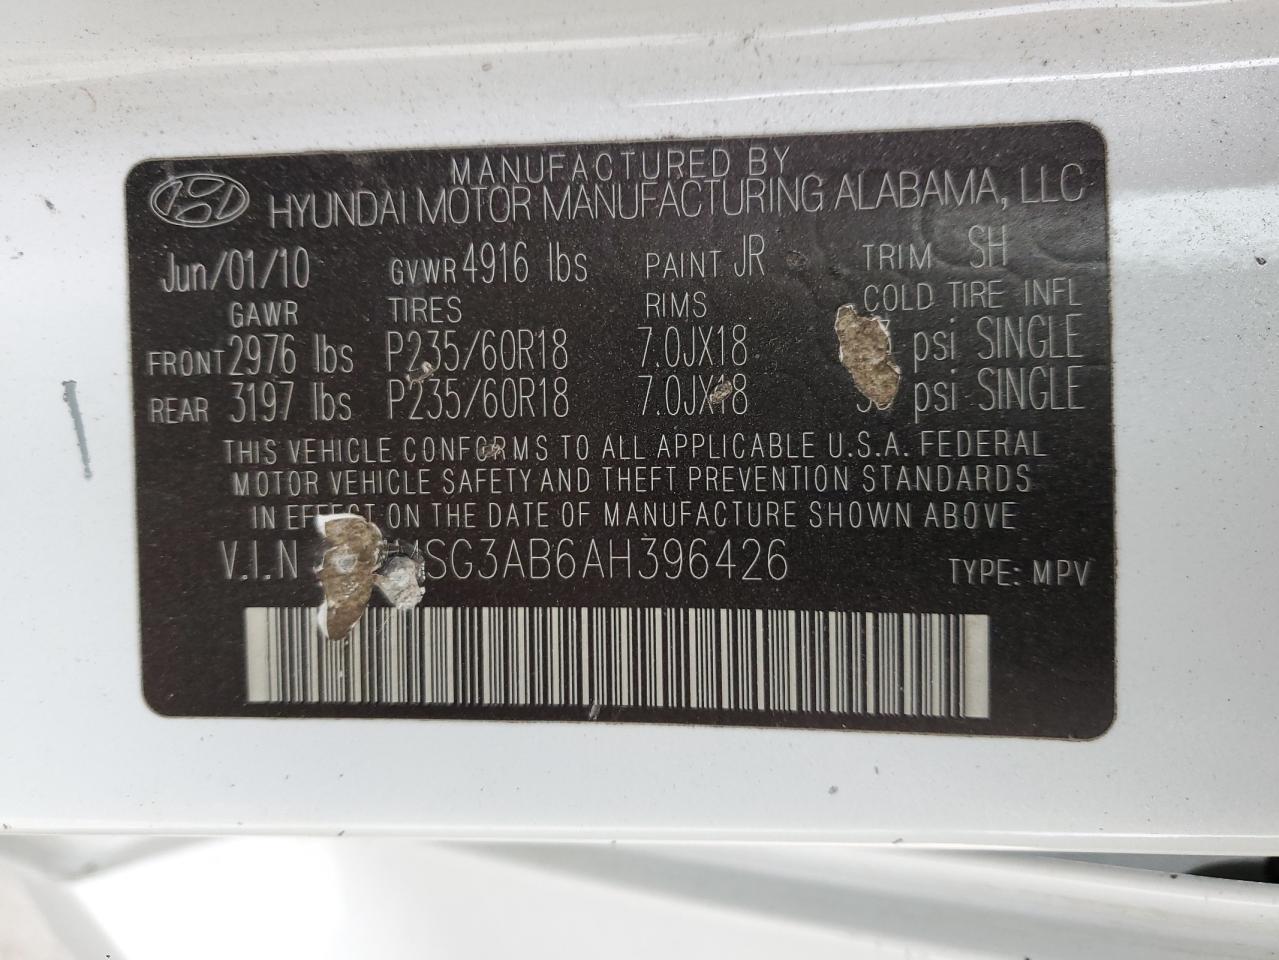 MANUFACTURED BY
HYUNDAI MOTOR MANUFACTURING ALABAMA, LLC
Jun/01/10 GVWR 4916 lbs PAINT JR TRIM SH
GAWR TIRES RIMS COLD TIRE INFL
FRONT 2976 lbs P235/60R18 7.0JX18 psi SINGLE
REAR 3197 lbs P235/60R18 7.0JX18 psi SINGLE
THIS VEHICLE CONFORMS TO ALL APPLICABLE U.S.A. FEDERAL
MOTOR VEHICLE SAFETY AND THEFT PREVENTION STANDARDS
IN EFFECT ON THE DATE OF MANUFACTURE SHOWN ABOVE
V.I.N SG3AB6AH396426 TYPE: MPV